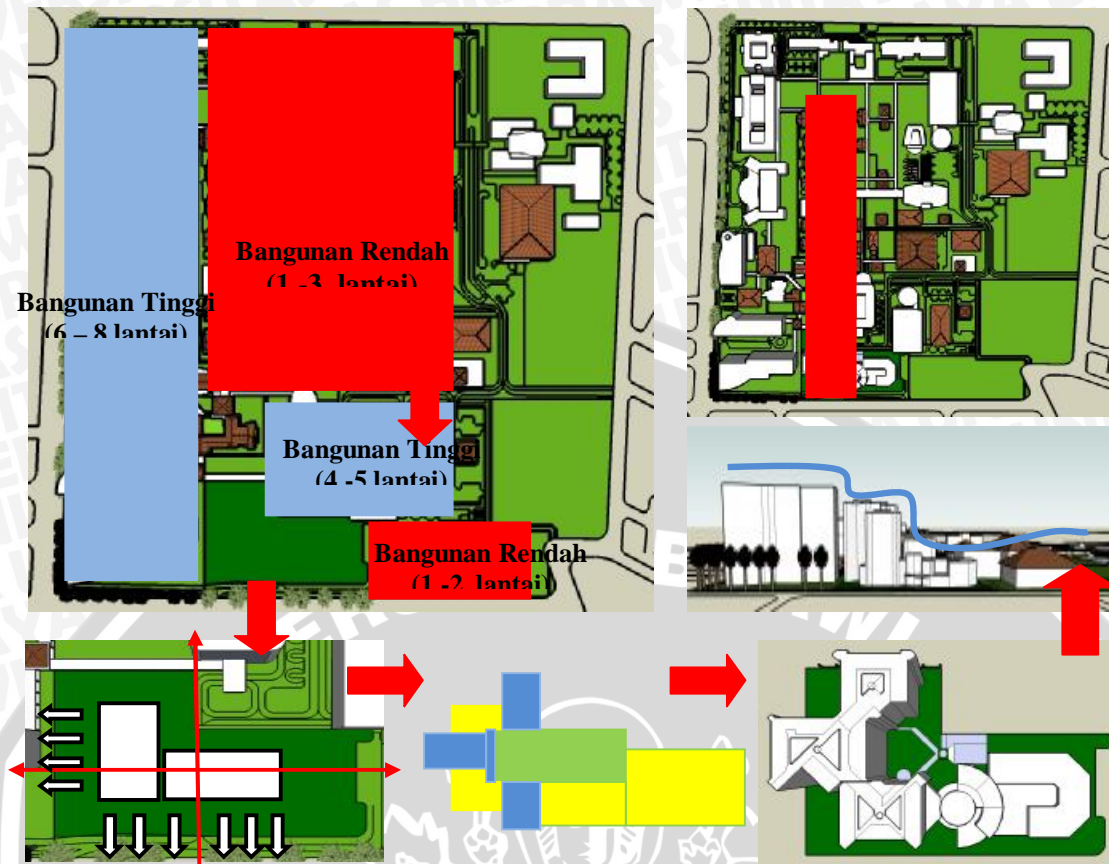 Bangunan Rendah
(1 -3 lantai)
Bangunan Tinggi
(6 – 8 lantai)
Bangunan Tinggi
(4 -5 lantai)
Bangunan Rendah
(1 -2 lantai)